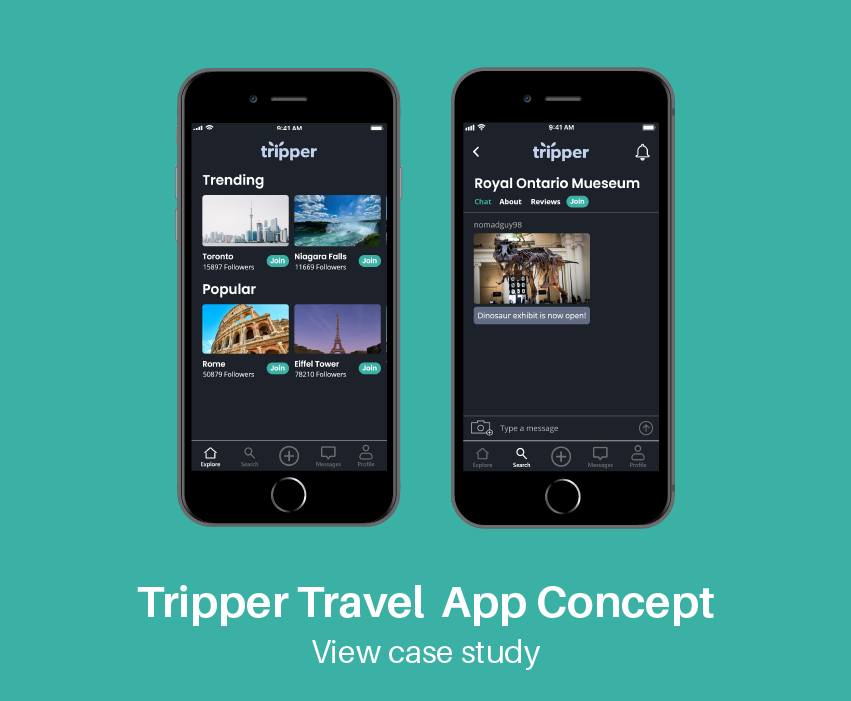 9:41 AM
tripper
Trending
Toronto
15897 Followers
Join
Niagara Falls
11669 Followers
Join
Popular
Rome
50879 Followers
Join
Eiffel Tower
78210 Followers
Join
Explore Search Messages Profile
9:41 AM
tripper
Royal Ontario Mueseum
Chat About Reviews Join
nomadguy98
Dinosaur exhibit is now open!
Type a message
Explore Search Messages Profile
Tripper Travel App Concept
View case study